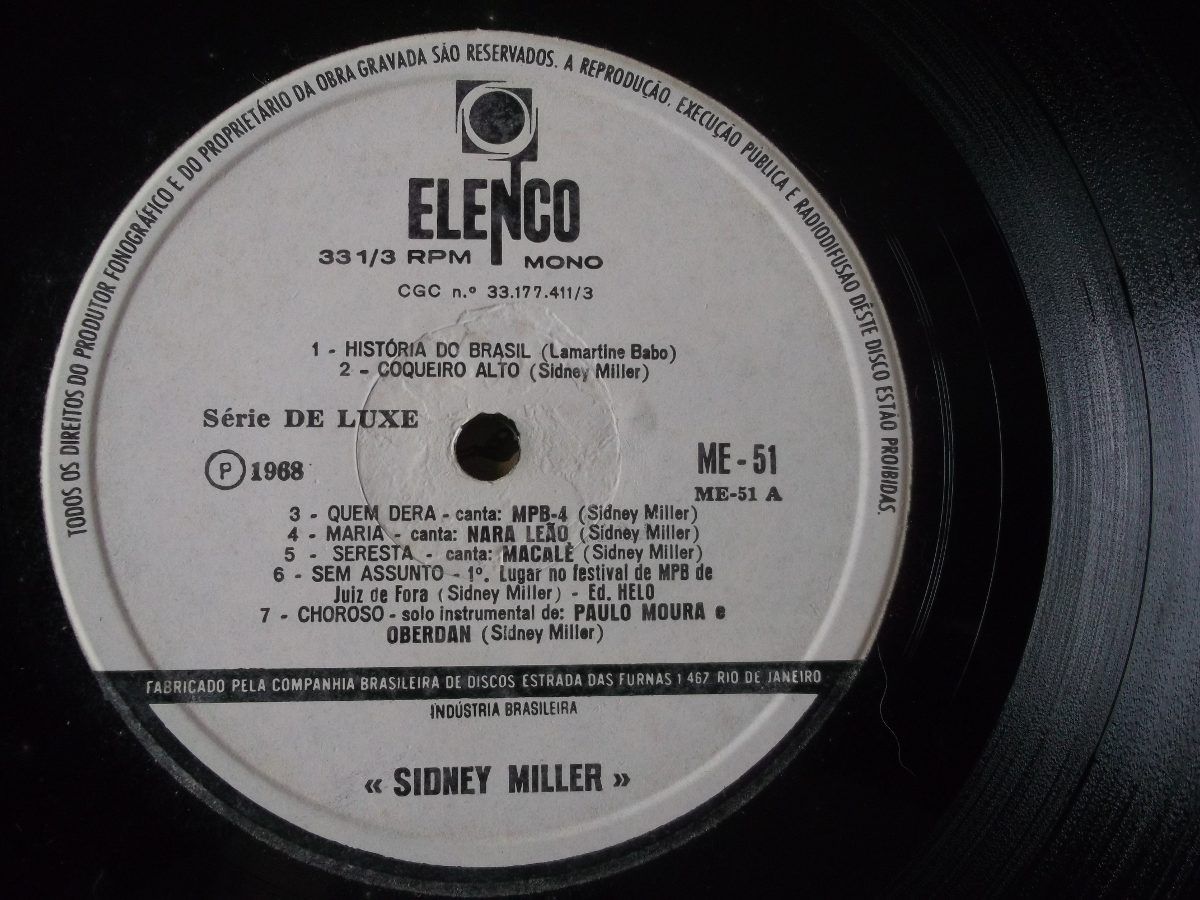 TODOS OS DIREITOS DO PRODUTOR FONOGRÁFICO E DO PROPRIETÁRIO DA OBRA GRAVADA SÃO RESERVADOS. A REPRODUÇÃO, EXECUÇÃO PÚBLICA E RADIODIFUSÃO DÊSTE DISCO ESTÃO PROIBIDAS.
ELENCO
33 1/3 RPM MONO
CGC n.º 33.177.411/3
1 - HISTÓRIA DO BRASIL (Lamartine Babo)
2 - COQUEIRO ALTO (Sidney Miller)
Série DE LUXE
Ⓟ 1968
ME - 51
ME-51 A
3 - QUEM DERA - canta: MPB-4 (Sidney Miller)
4 - MARIA - canta: NARA LEÃO (Sidney Miller)
5 - SERESTA - canta: MACALÉ (Sidney Miller)
6 - SEM ASSUNTO - 1º. Lugar no festival de MPB de
Juiz de Fora (Sidney Miller) - Ed. HELO
7 - CHOROSO - solo instrumental de: PAULO MOURA e
OBERDAN (Sidney Miller)
FABRICADO PELA COMPANHIA BRASILEIRA DE DISCOS ESTRADA DAS FURNAS 1 467 RIO DE JANEIRO
INDÚSTRIA BRASILEIRA
« SIDNEY MILLER »